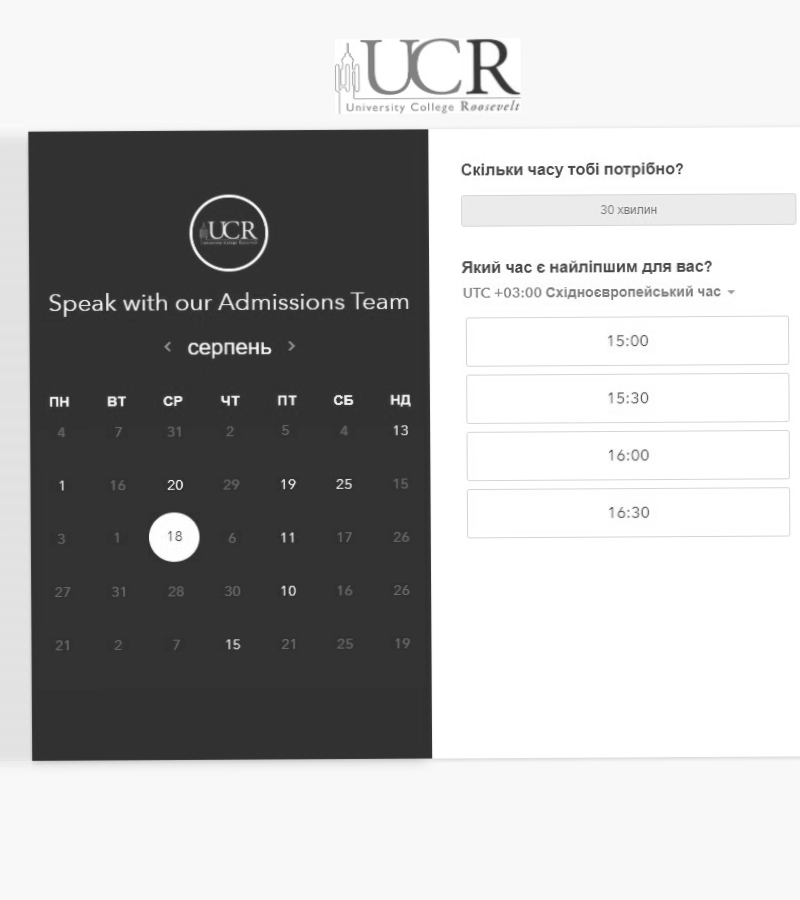 UCR
University College Roosevelt
UCR
Speak with our Admissions Team
серпень
ПН ВТ СР ЧТ ПТ СБ НД
4 7 31 2 5 4 13
1 16 20 29 19 25 15
3 1 18 6 11 17 26
27 31 28 30 10 16 26
21 2 7 15 21 25 19
Скільки часу тобі потрібно?
30 хвилин
Який час є найліпшим для вас?
UTC +03:00 Східноєвропейський час
15:00
15:30
16:00
16:30